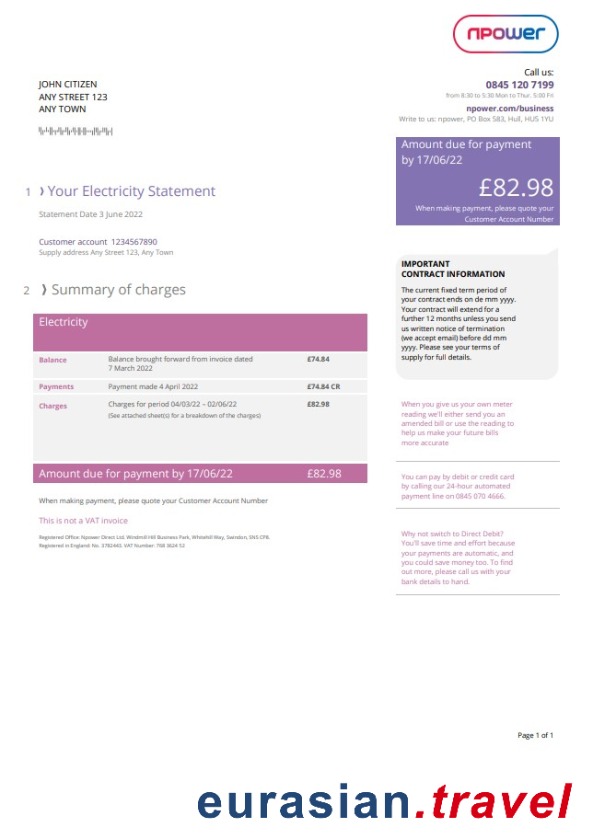 npower
Call us:
0845 120 7199
from 8:30 to 5:30 Mon to Thur. 5:00 Fri
npower.com/business
Write to us: npower, PO Box 583, Hull, HU5 1YU
JOHN CITIZEN
ANY STREET 123
ANY TOWN
Amount due for payment
by 17/06/22
£82.98
When making payment, please quote your
Customer Account Number
1 Your Electricity Statement
Statement Date 3 June 2022
Customer account 1234567890
Supply address Any Street 123, Any Town
IMPORTANT
CONTRACT INFORMATION
The current fixed term period of
your contract ends on de mm yyyy.
Your contract will extend for a
further 12 months unless you send
us written notice of termination
(we accept email) before dd mm
yyyy. Please see your terms of
supply for full details.
2 Summary of charges
Electricity
Balance Balance brought forward from invoice dated £74.84
7 March 2022
Payments Payment made 4 April 2022 £74.84 CR
Charges Charges for period 04/03/22 – 02/06/22 £82.98
(See attached sheet(s) for a breakdown of the charges)
Amount due for payment by 17/06/22 £82.98
When making payment, please quote your Customer Account Number
This is not a VAT invoice
Registered Office: Npower Direct Ltd, Windmill Hill Business Park, Whitehill Way, Swindon, SN5 6PB.
Registered in England: No. 3782443. VAT Number: 768 3624 52
When you give us your own meter
reading we'll either send you an
amended bill or use the reading to
help us make your future bills
more accurate
You can pay by debit or credit card
by calling our 24-hour automated
payment line on 0845 070 4666.
Why not switch to Direct Debit?
You'll save time and effort because
your payments are automatic, and
you could save money too. To find
out more, please call us with your
bank details to hand.
Page 1 of 1
eurasian.travel